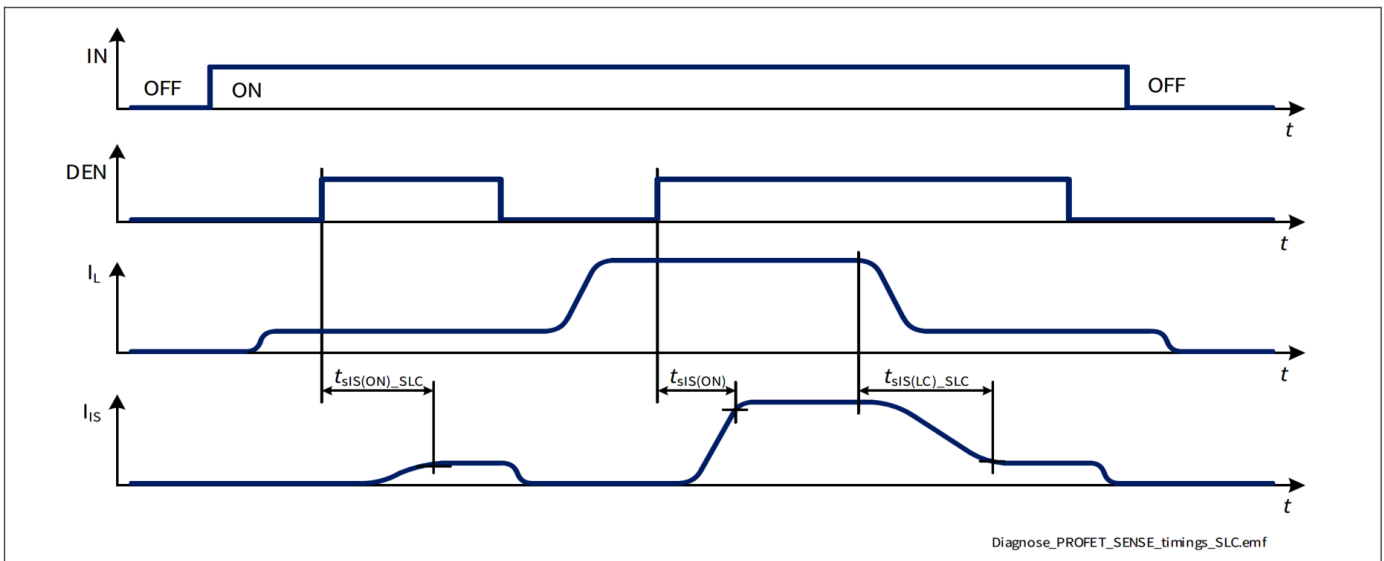 IN
OFF
ON
OFF
t
DEN
t
IL
t
tsIS(ON)_SLC
tsIS(ON)
tsIS(LC)_SLC
IIS
t
Diagnose_PROFET_SENSE_timings_SLC.emf